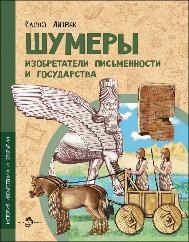 Елена Литвяк
ШУМЕРЫ
ИЗОБРЕТАТЕЛИ ПИСЬМЕННОСТИ
И ГОСУДАРСТВА